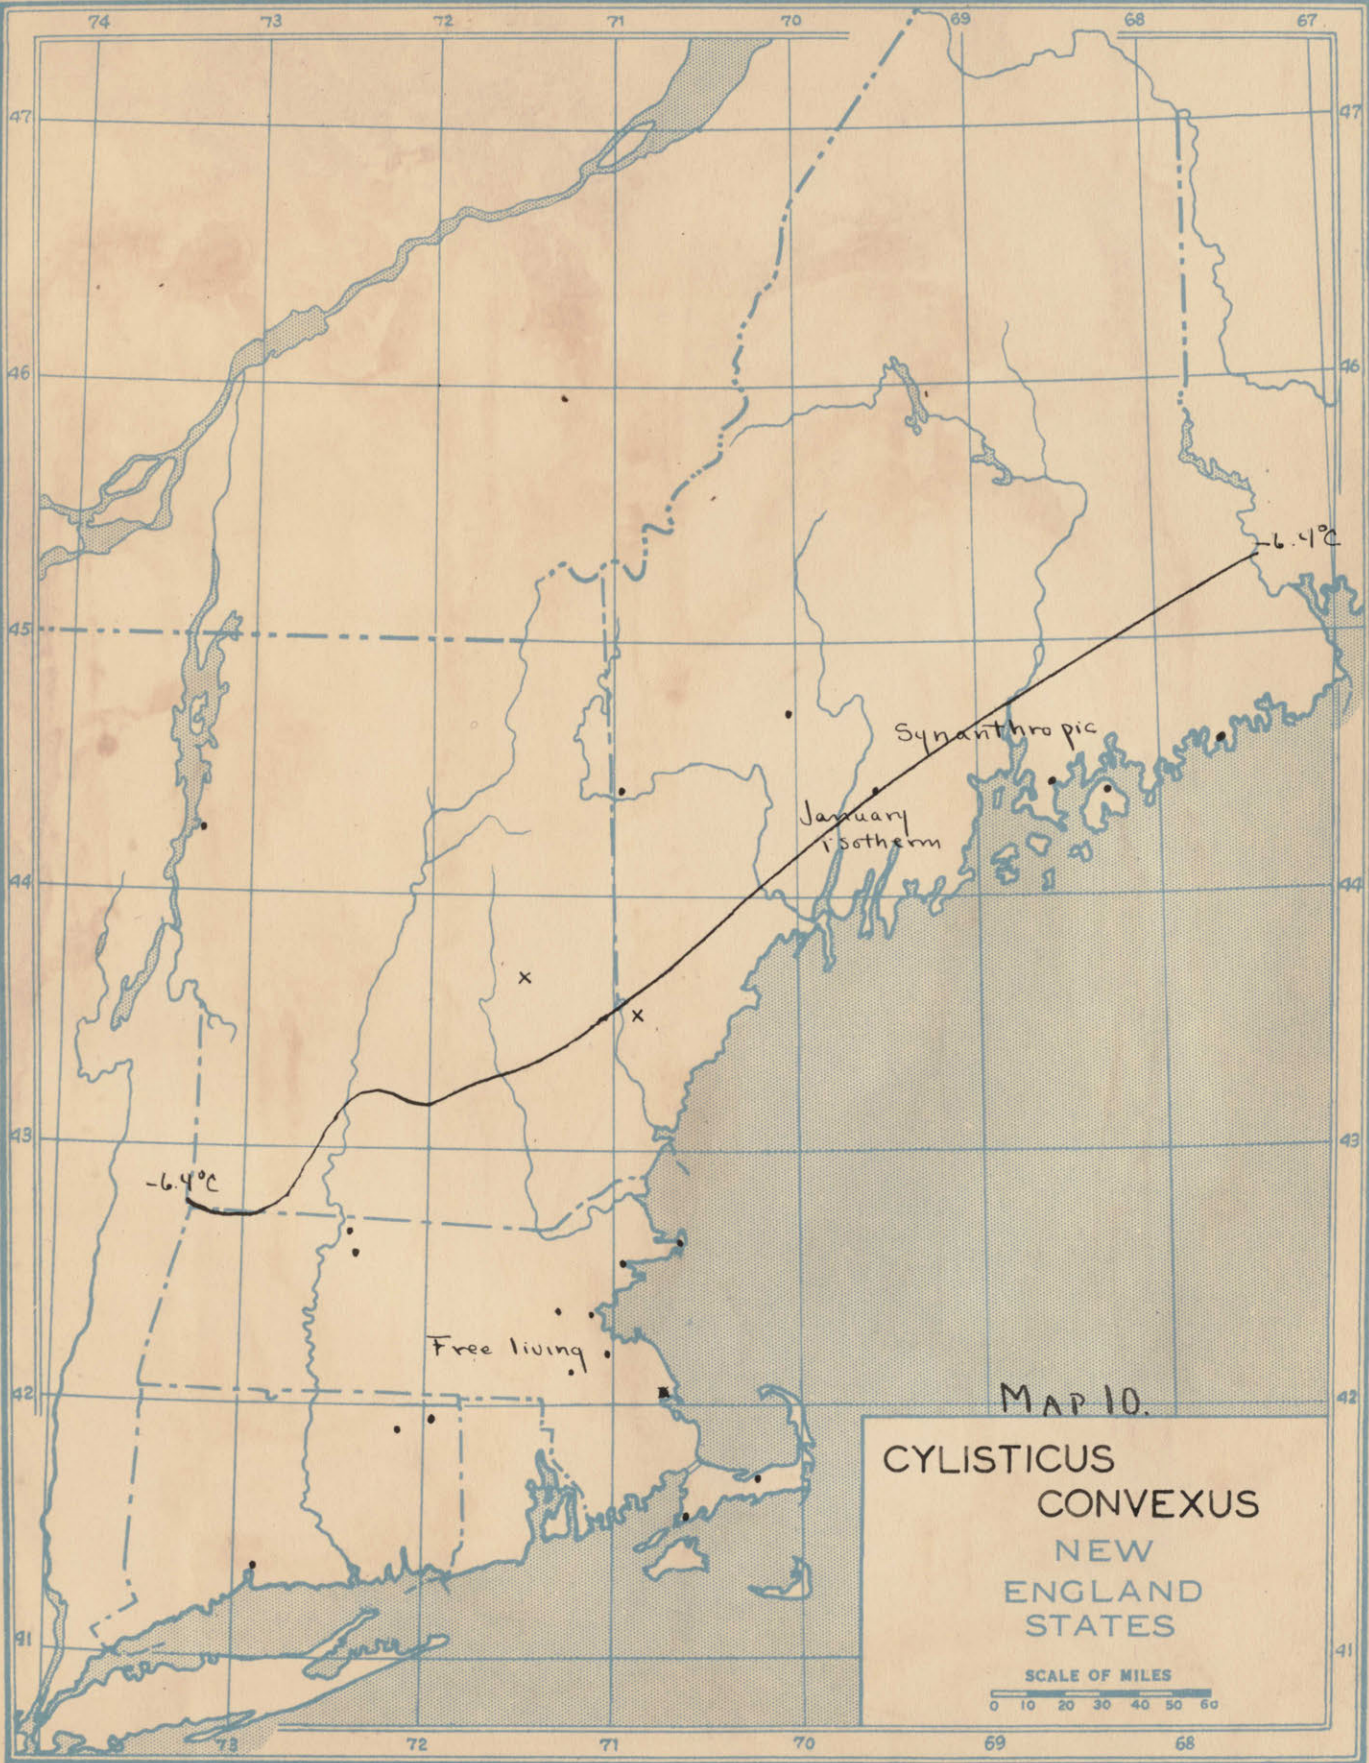 74 73 72 71 70 69 68 67
47 47
46 46
-6.4°C
45
Synanthropic
January
isotherm
44 44
43 43
-6.4°C
Free living
42 42
MAP 10.
CYLISTICUS
CONVEXUS
NEW
ENGLAND
STATES
41 41
SCALE OF MILES
0 10 20 30 40 50 60
73 72 71 70 69 68